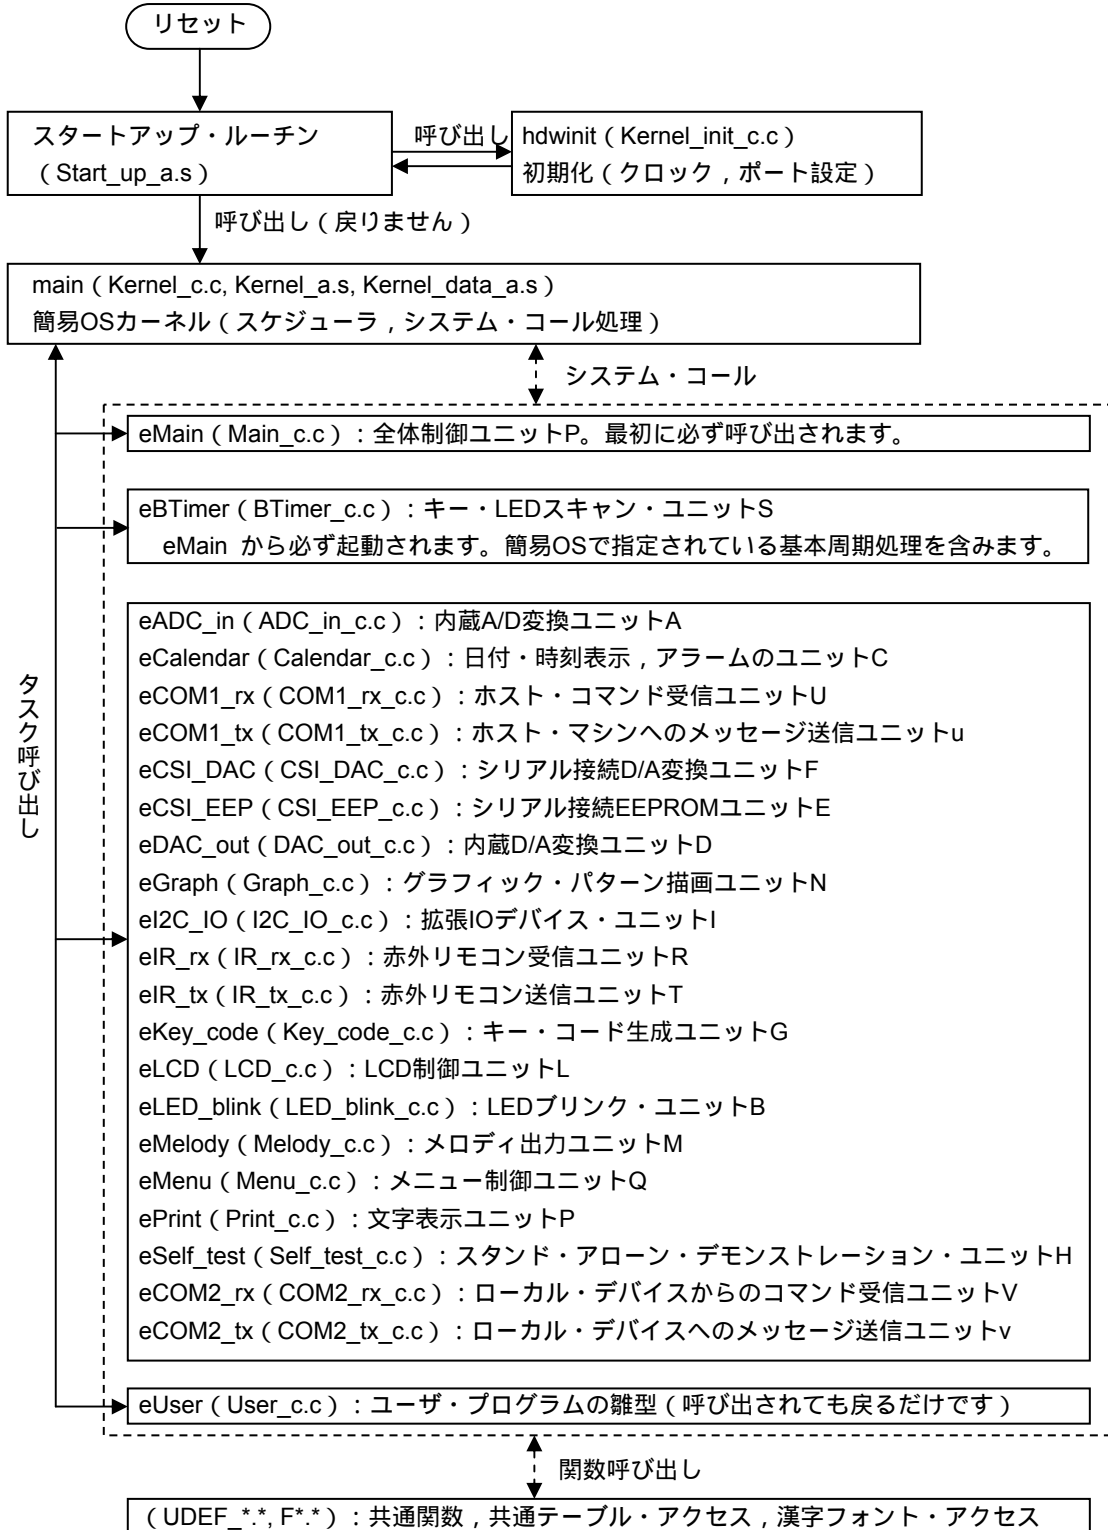 リセット
スタートアップ・ルーチン
（Start_up_a.s）
呼び出し
hdwinit（Kernel_init_c.c）
初期化（クロック，ポート設定）
呼び出し（戻りません）
main（Kernel_c.c, Kernel_a.s, Kernel_data_a.s）
簡易OSカーネル（スケジューラ，システム・コール処理）
システム・コール
eMain（Main_c.c）：全体制御ユニットP。最初に必ず呼び出されます。
eBTimer（BTimer_c.c）：キー・LEDスキャン・ユニットS
eMain から必ず起動されます。簡易OSで指定されている基本周期処理を含みます。
タスク呼び出し
eADC_in（ADC_in_c.c）：内蔵A/D変換ユニットA
eCalendar（Calendar_c.c）：日付・時刻表示，アラームのユニットC
eCOM1_rx（COM1_rx_c.c）：ホスト・コマンド受信ユニットU
eCOM1_tx（COM1_tx_c.c）：ホスト・マシンへのメッセージ送信ユニットu
eCSI_DAC（CSI_DAC_c.c）：シリアル接続D/A変換ユニットF
eCSI_EEP（CSI_EEP_c.c）：シリアル接続EEPROMユニットE
eDAC_out（DAC_out_c.c）：内蔵D/A変換ユニットD
eGraph（Graph_c.c）：グラフィック・パターン描画ユニットN
eI2C_IO（I2C_IO_c.c）：拡張IOデバイス・ユニットI
eIR_rx（IR_rx_c.c）：赤外リモコン受信ユニットR
eIR_tx（IR_tx_c.c）：赤外リモコン送信ユニットT
eKey_code（Key_code_c.c）：キー・コード生成ユニットG
eLCD（LCD_c.c）：LCD制御ユニットL
eLED_blink（LED_blink_c.c）：LEDブリンク・ユニットB
eMelody（Melody_c.c）：メロディ出力ユニットM
eMenu（Menu_c.c）：メニュー制御ユニットQ
ePrint（Print_c.c）：文字表示ユニットP
eSelf_test（Self_test_c.c）：スタンド・アローン・デモンストレーション・ユニットH
eCOM2_rx（COM2_rx_c.c）：ローカル・デバイスからのコマンド受信ユニットV
eCOM2_tx（COM2_tx_c.c）：ローカル・デバイスへのメッセージ送信ユニットv
eUser（User_c.c）：ユーザ・プログラムの雛型（呼び出されても戻るだけです）
関数呼び出し
（UDEF_*.*, F*.*）：共通関数，共通テーブル・アクセス，漢字フォント・アクセス